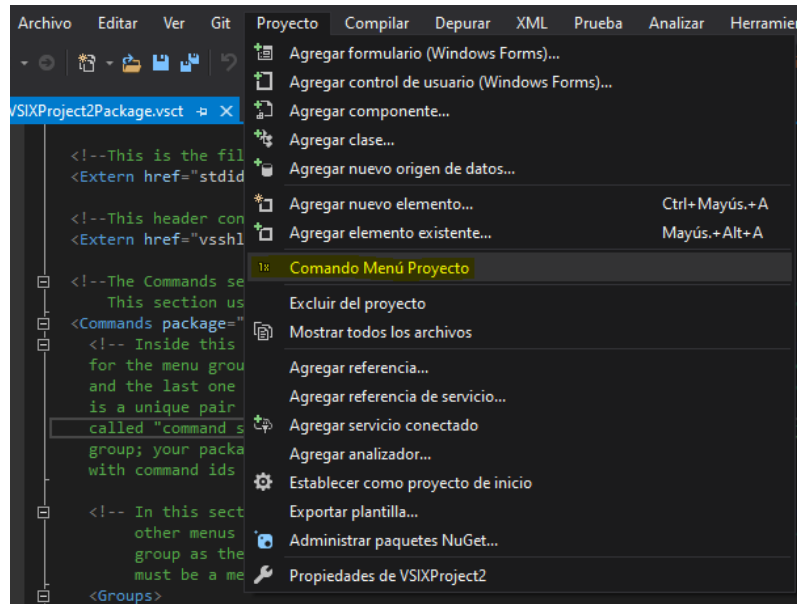 Archivo Editar Ver Git Proyecto Compilar Depurar XML Prueba Analizar
VSIXProject2Package.vsct
Agregar formulario (Windows Forms)...
Agregar control de usuario (Windows Forms)...
Agregar componente...
Agregar clase...
Agregar nuevo origen de datos...
Agregar nuevo elemento... Ctrl+Mayús.+A
Agregar elemento existente... Mayús.+Alt+A
Comando Menú Proyecto
Excluir del proyecto
Mostrar todos los archivos
Agregar referencia...
Agregar referencia de servicio...
Agregar servicio conectado
Agregar analizador...
Establecer como proyecto de inicio
Exportar plantilla...
Administrar paquetes NuGet...
Propiedades de VSIXProject2
<!--This is the fil
<Extern href="stdid
<!--This header con
<Extern href="vsshl
<!--The Commands se
This section us
<Commands package="
<!-- Inside this
for the menu grou
and the last one
is a unique pair
called "command s
group; your packa
with command ids
<!-- In this sect
other menus
group as the
must be a me
<Groups>